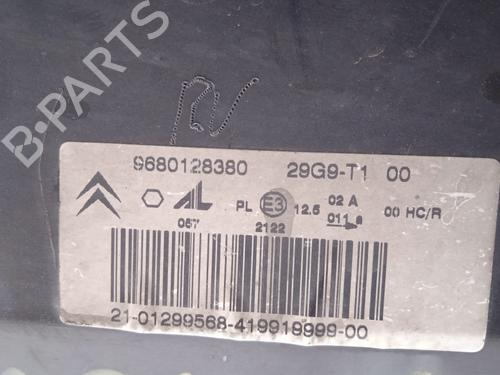 B-PARTS
9680128380 29G9-T1 00
AL PL E3 12.5 02 A 00 HC/R
057 2122 011
21-01299568-419919999-00